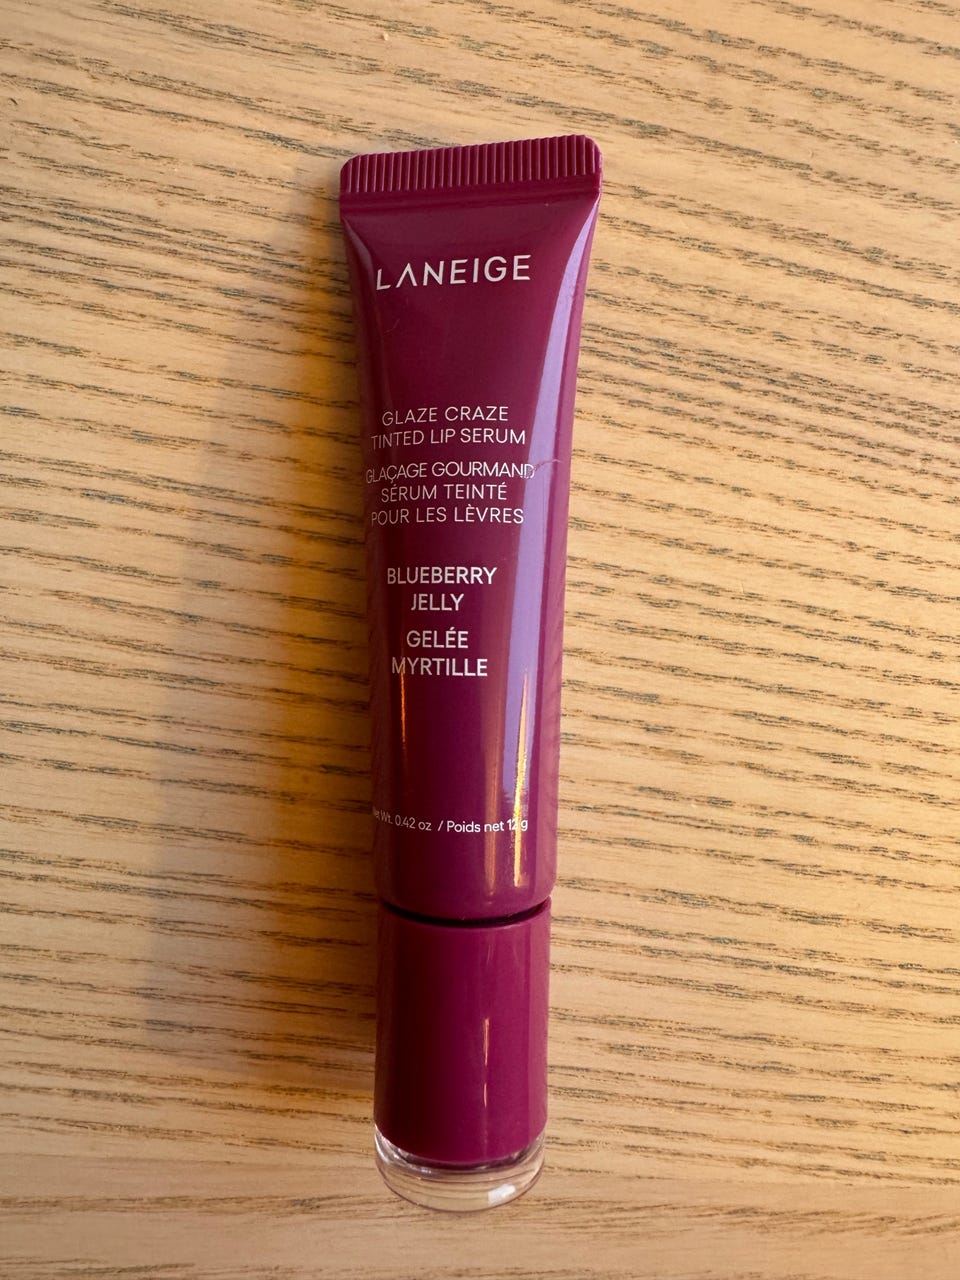 LANEIGE
GLAZE CRAZE
TINTED LIP SERUM
GLAÇAGE GOURMAND
SÉRUM TEINTÉ
POUR LES LÈVRES
BLUEBERRY
JELLY
GELÉE
MYRTILLE
Net Wt. 0.42 oz / Poids net 12 g